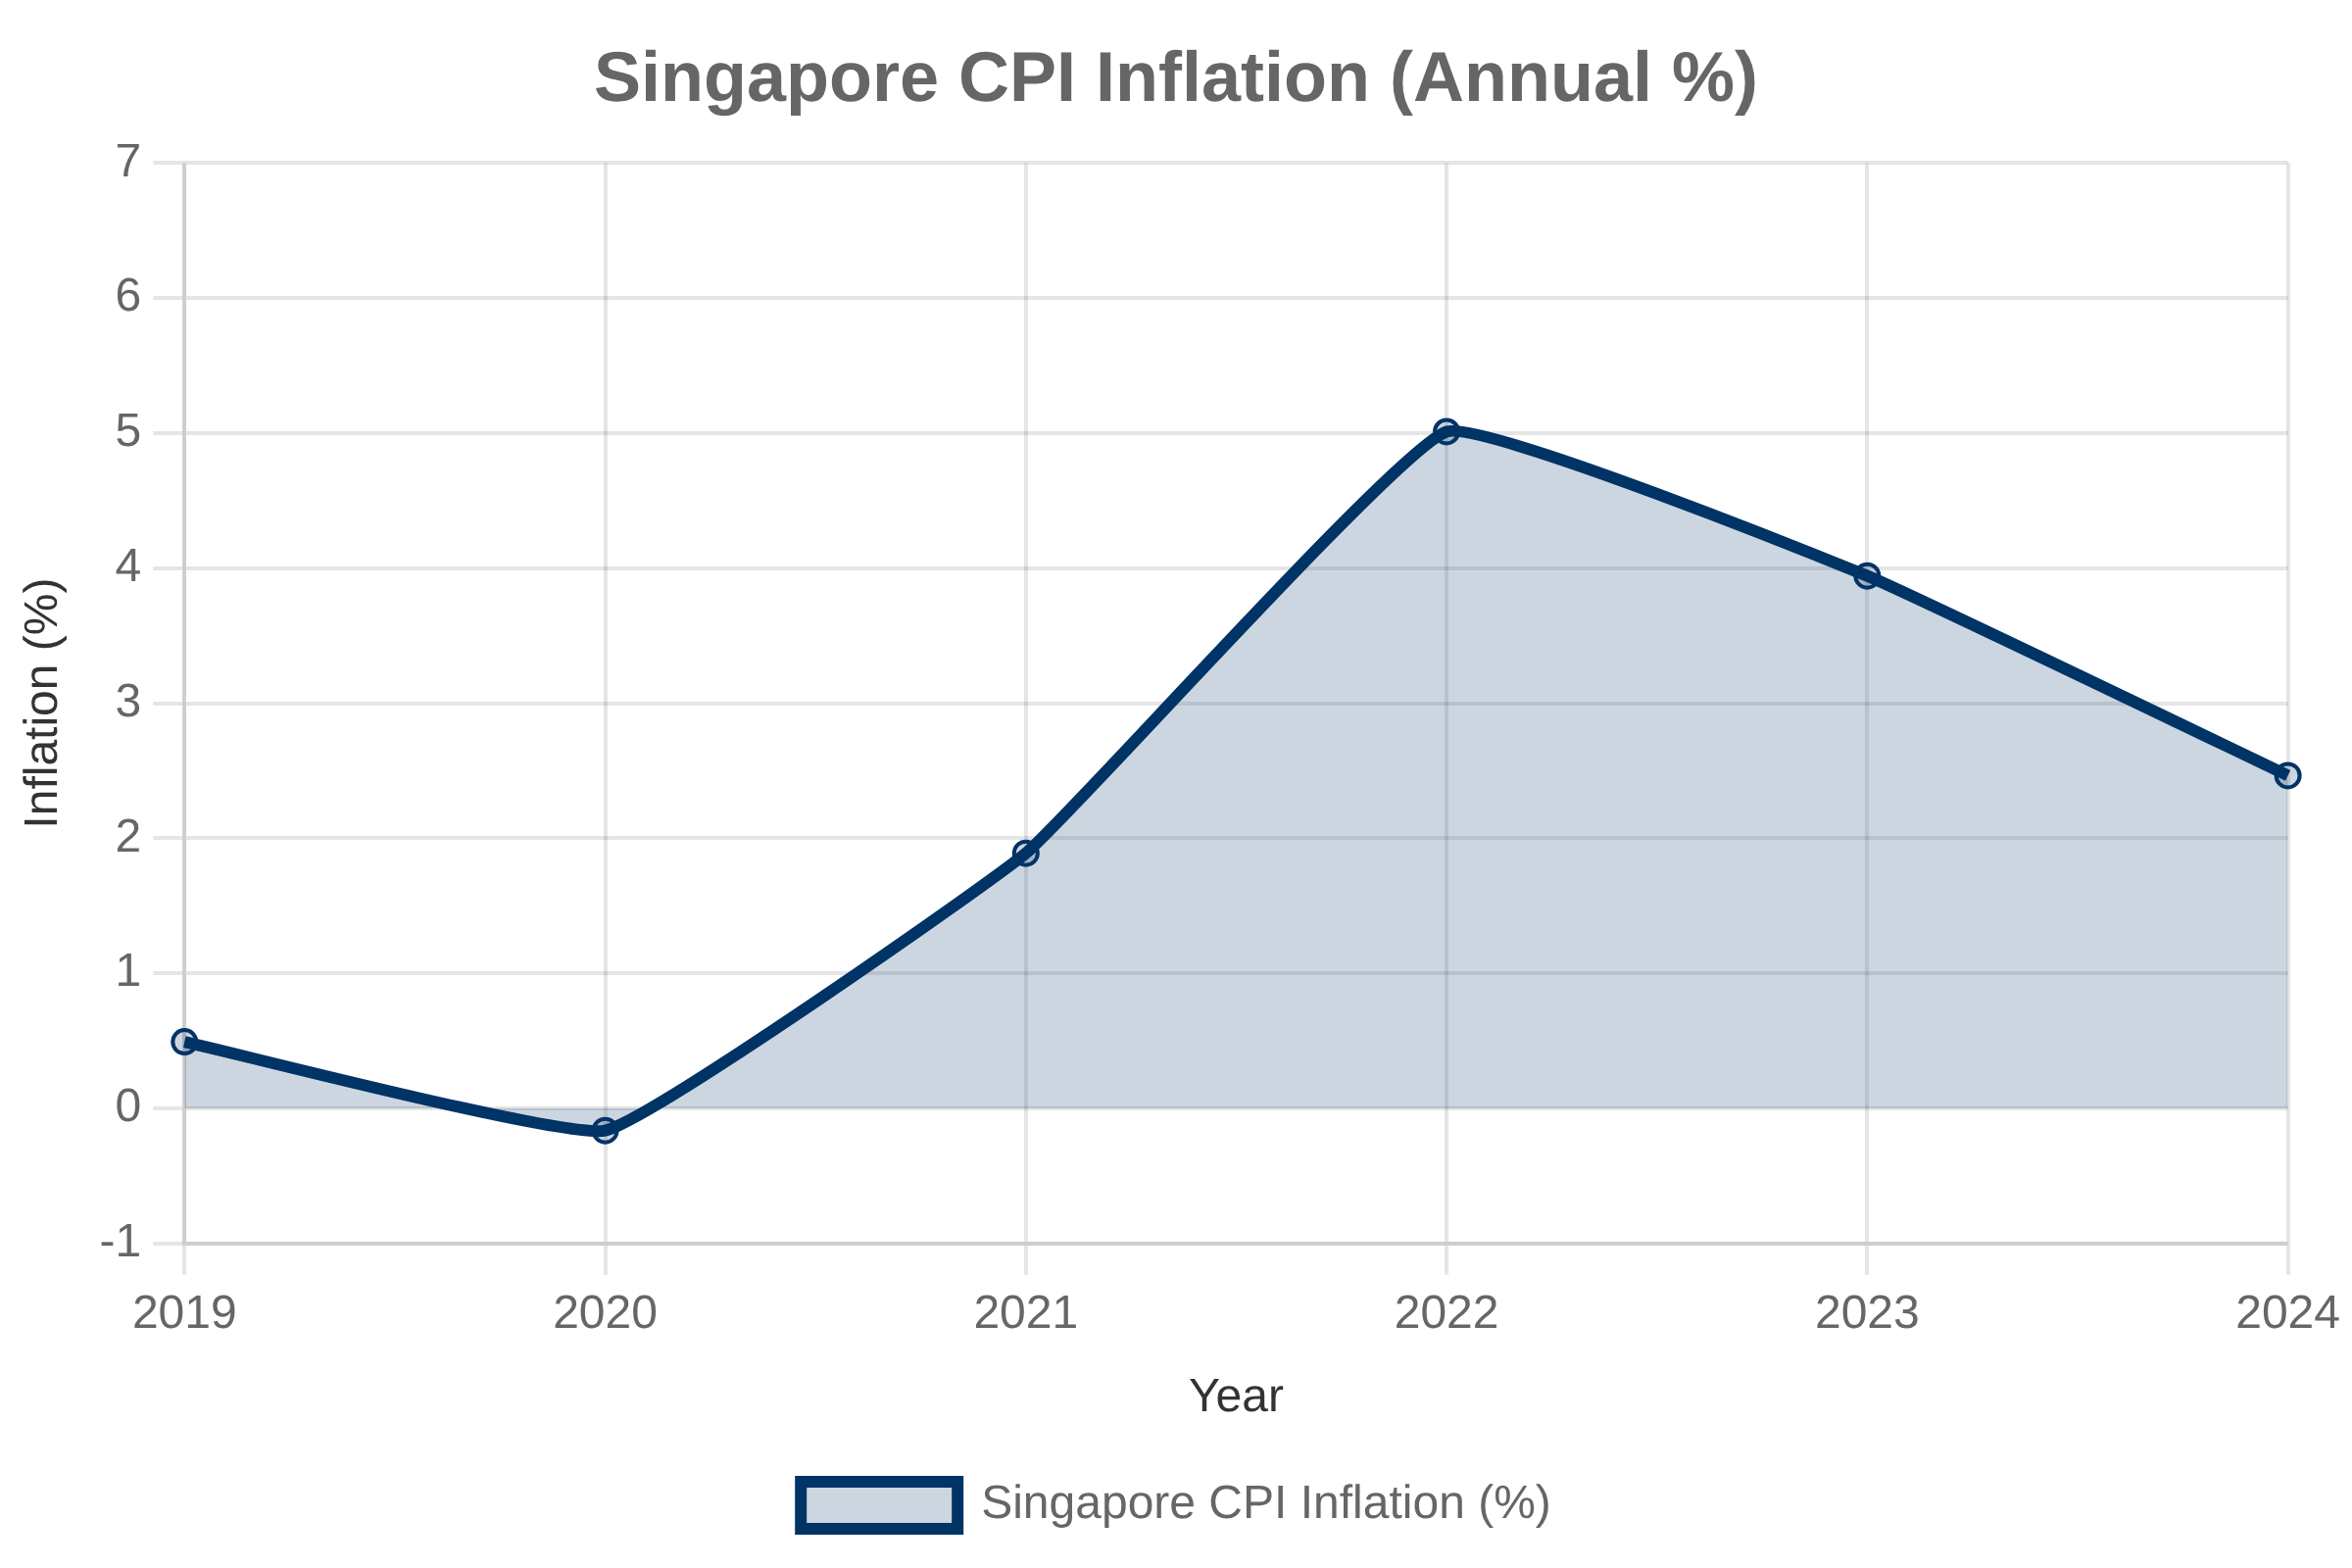 Singapore CPI Inflation (Annual %)
7
6
5
4
3
2
1
0
-1
Inflation (%)
2019 2020 2021 2022 2023 2024
Year
Singapore CPI Inflation (%)